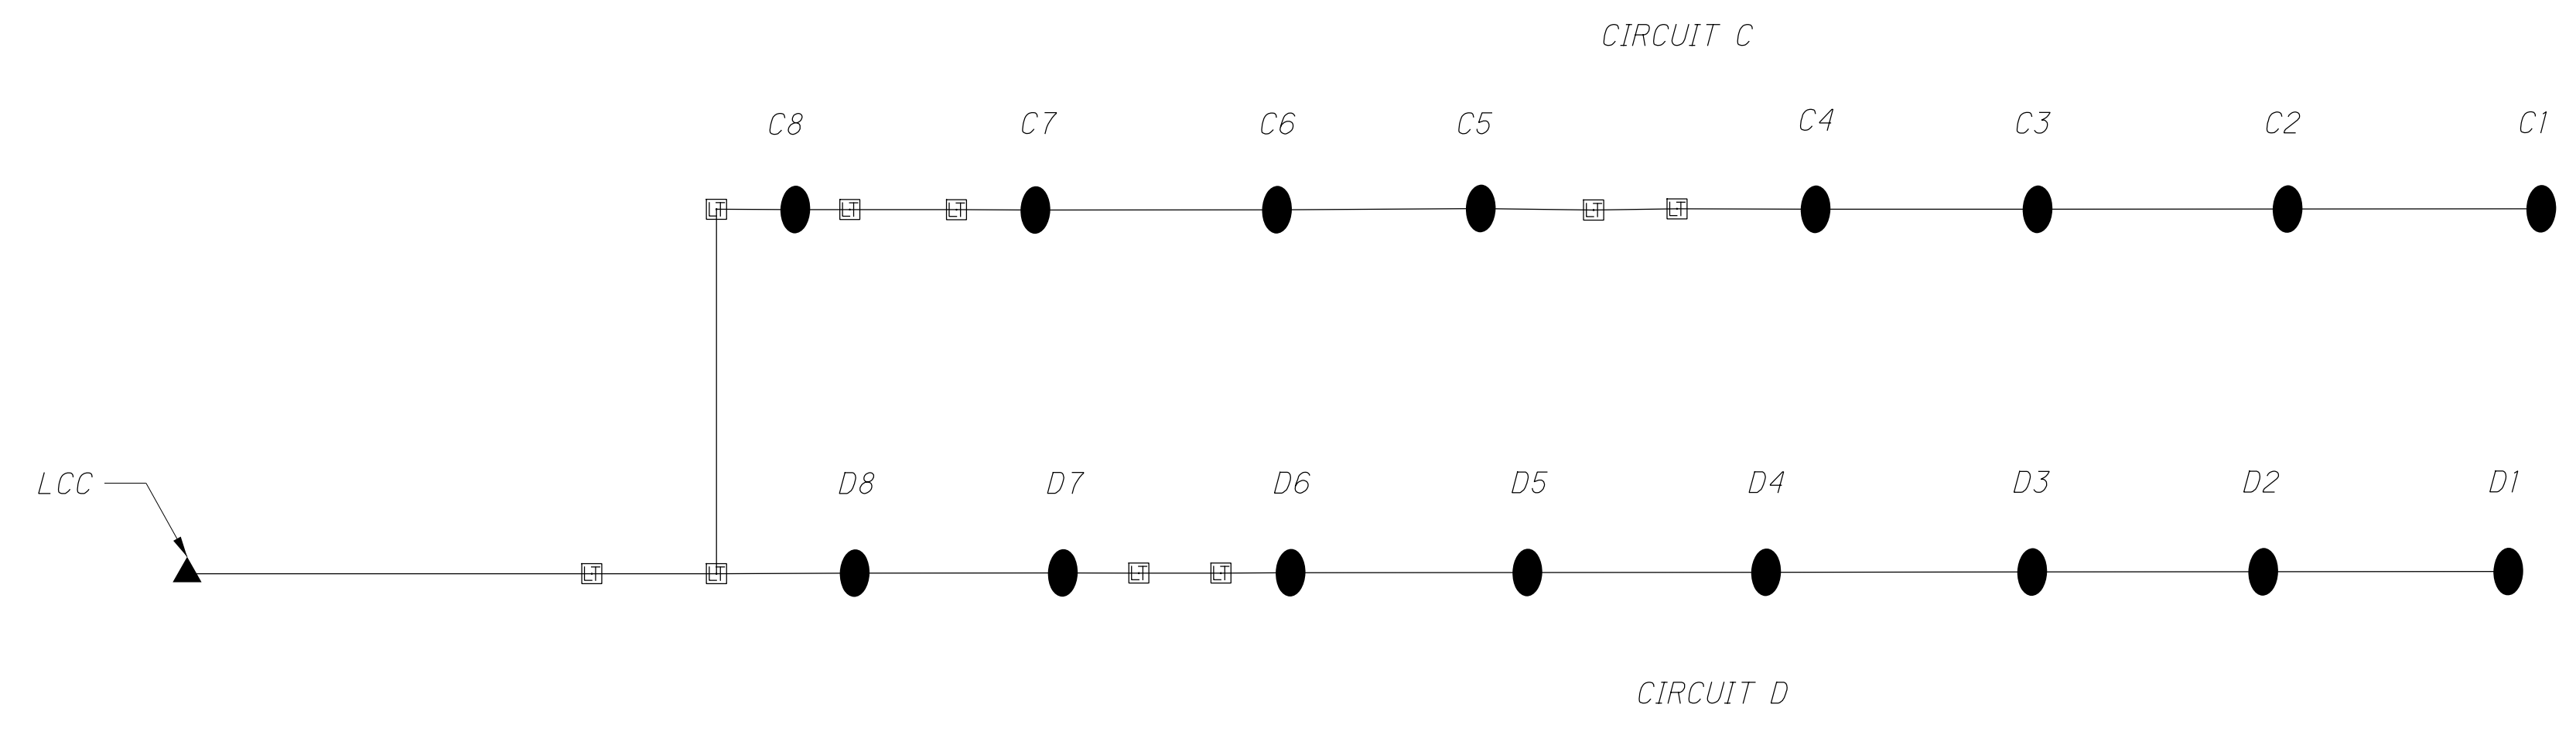 CIRCUIT C
C8 C7 C6 C5 C4 C3 C2 C1
LT LT LT LT LT
LCC D8 D7 D6 D5 D4 D3 D2 D1
LT LT LT LT
CIRCUIT D